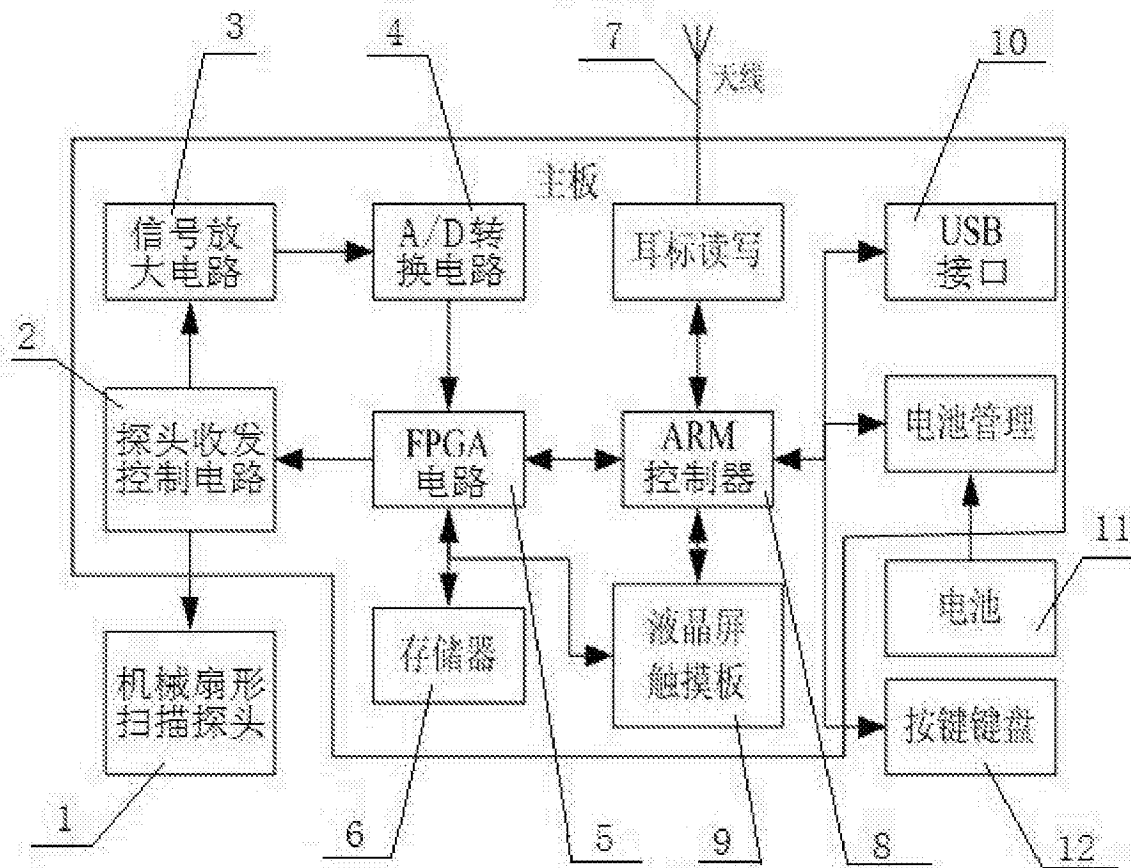 3
4
7
10
天线
主板
信号放
大电路
A/D转
换电路
耳标读写
USB
接口
2
探头收发
控制电路
FPGA
电路
ARM
控制器
电池管理
11
电池
机械扇形
扫描探头
存储器
液晶屏
触摸板
按键键盘
1
6
5
9
8
12